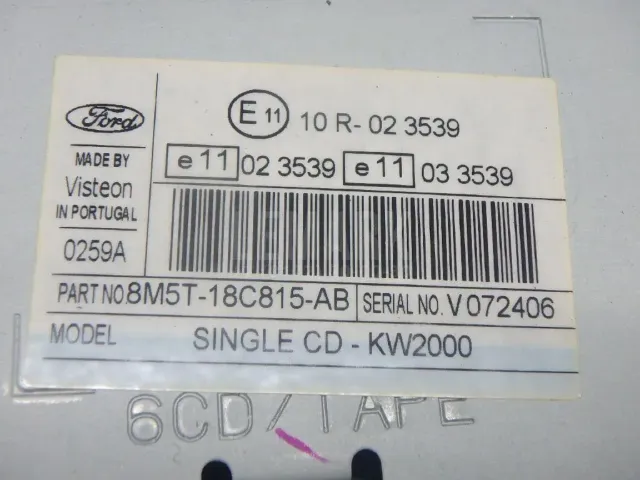 Ford
E 11 10 R- 02 3539
e 11 02 3539 e 11 03 3539
MADE BY
Visteon
IN PORTUGAL
0259A
PART NO. 8M5T-18C815-AB SERIAL NO. V072406
MODEL SINGLE CD - KW2000
6CD/TAPE